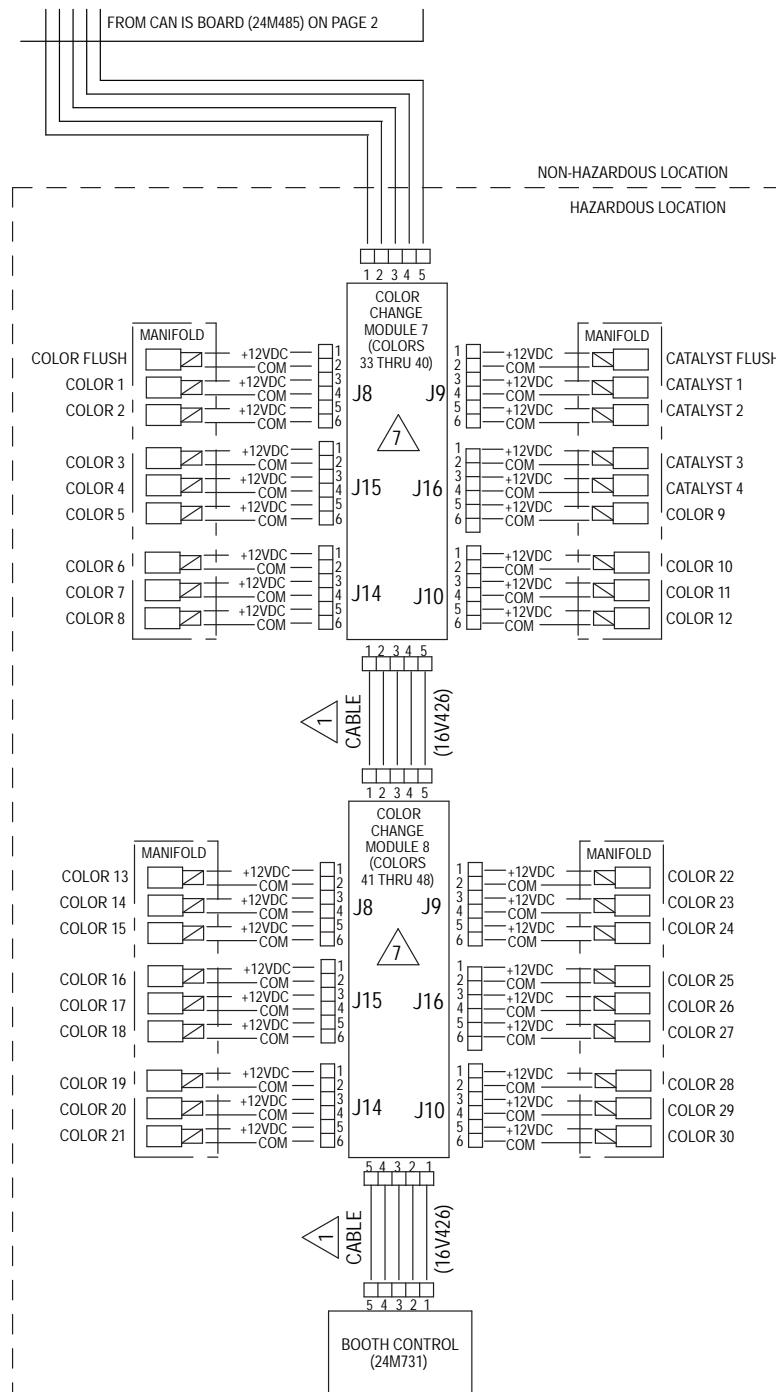 FROM CAN IS BOARD (24M485) ON PAGE 2
NON-HAZARDOUS LOCATION
HAZARDOUS LOCATION
1 2 3 4 5
COLOR
CHANGE
MODULE 7
(COLORS
33 THRU 40)
MANIFOLD
MANIFOLD
COLOR FLUSH +12VDC 1 1 +12VDC CATALYST FLUSH
COM 2 2 COM
COLOR 1 +12VDC 3 J8 J9 3 +12VDC CATALYST 1
COM 4 4 COM
COLOR 2 +12VDC 5 5 +12VDC CATALYST 2
COM 6 6 COM
7
COLOR 3 +12VDC 1 1 +12VDC CATALYST 3
COM 2 2 COM
COLOR 4 +12VDC 3 J15 J16 3 +12VDC CATALYST 4
COM 4 4 COM
COLOR 5 +12VDC 5 5 +12VDC COLOR 9
COM 6 6 COM
COLOR 6 +12VDC 1 1 +12VDC COLOR 10
COM 2 2 COM
COLOR 7 +12VDC 3 J14 J10 3 +12VDC COLOR 11
COM 4 4 COM
COLOR 8 +12VDC 5 5 +12VDC COLOR 12
COM 6 6 COM
1 2 3 4 5
1 CABLE (16V426)
1 2 3 4 5
COLOR
CHANGE
MODULE 8
(COLORS
41 THRU 48)
MANIFOLD
MANIFOLD
COLOR 13 +12VDC 1 1 +12VDC COLOR 22
COM 2 2 COM
COLOR 14 +12VDC 3 J8 J9 3 +12VDC COLOR 23
COM 4 4 COM
COLOR 15 +12VDC 5 5 +12VDC COLOR 24
COM 6 6 COM
7
COLOR 16 +12VDC 1 1 +12VDC COLOR 25
COM 2 2 COM
COLOR 17 +12VDC 3 J15 J16 3 +12VDC COLOR 26
COM 4 4 COM
COLOR 18 +12VDC 5 5 +12VDC COLOR 27
COM 6 6 COM
COLOR 19 +12VDC 1 1 +12VDC COLOR 28
COM 2 2 COM
COLOR 20 +12VDC 3 J14 J10 3 +12VDC COLOR 29
COM 4 4 COM
COLOR 21 +12VDC 5 5 +12VDC COLOR 30
COM 6 6 COM
5 4 3 2 1
1 CABLE (16V426)
5 4 3 2 1
BOOTH CONTROL
(24M731)